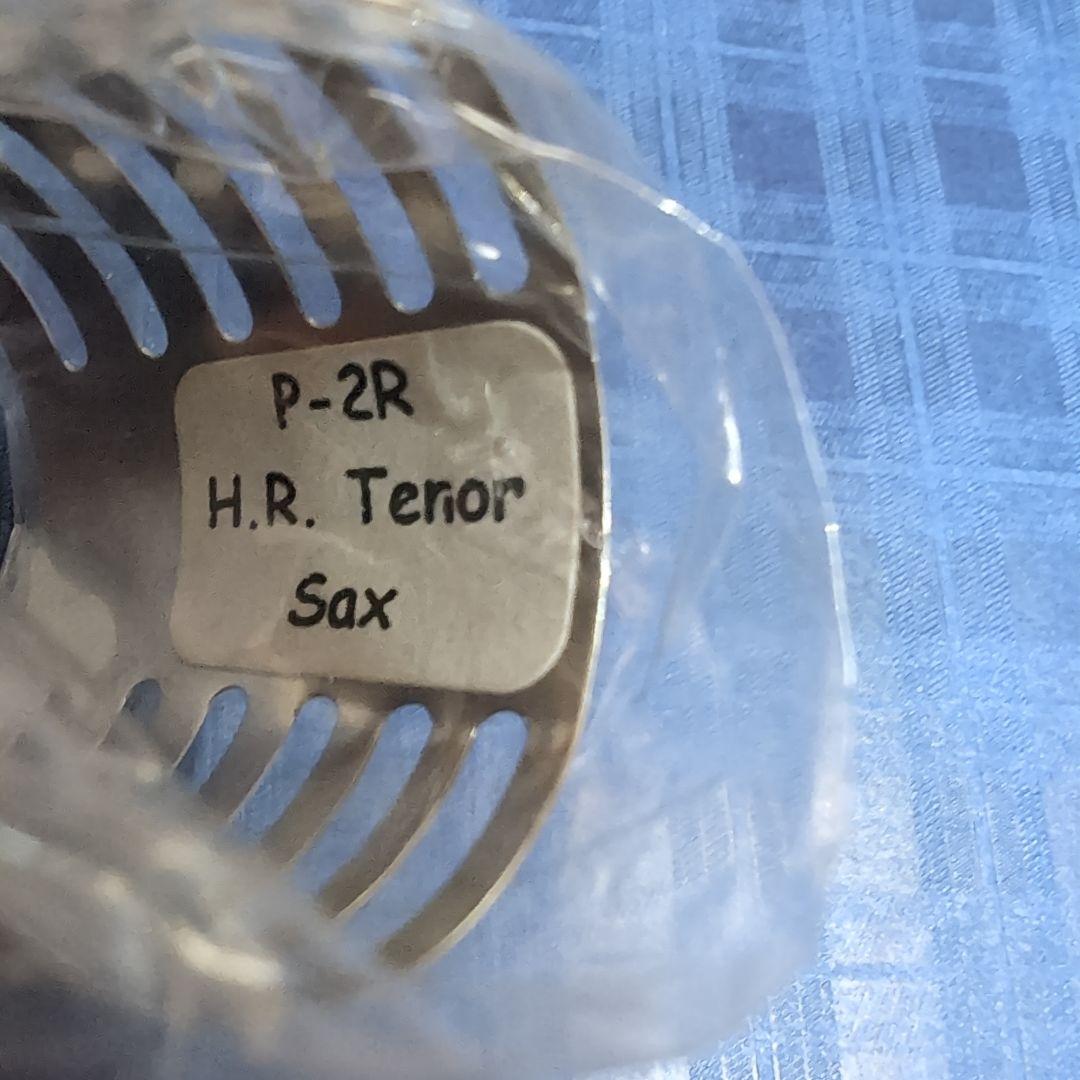 P-2R
H.R. Tenor
Sax